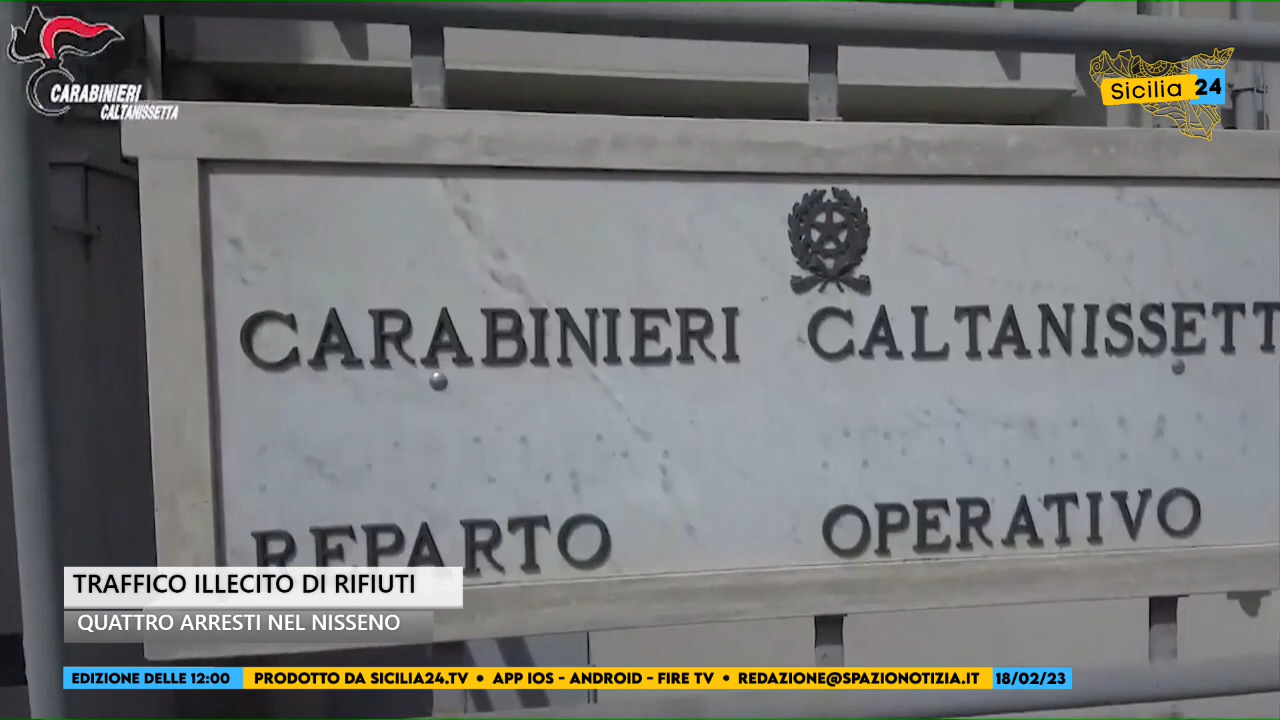 CARABINIERI
CALTANISSETTA
Sicilia 24
CARABINIERI CALTANISSETT
REPARTO OPERATIVO
TRAFFICO ILLECITO DI RIFIUTI
QUATTRO ARRESTI NEL NISSENO
EDIZIONE DELLE 12:00 PRODOTTO DA SICILIA24.TV • APP IOS - ANDROID - FIRE TV • REDAZIONE@SPAZIONOTIZIA.IT 18/02/23